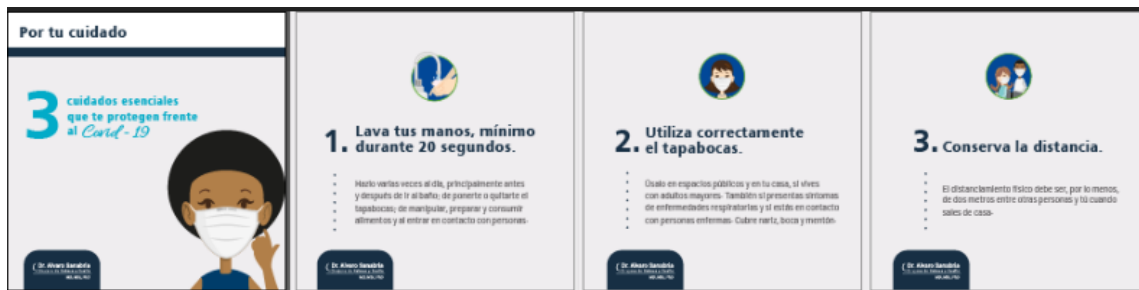 Por tu cuidado
3
cuidados esenciales
que te protegen frente
al Covid - 19
Dr. Alvaro Sanabria
1. Lava tus manos, mínimo
durante 20 segundos.
Hazlo varias veces al día, principalmente antes
y después de ir al baño; de ponerte o quitarte el
tapabocas; de manipular, preparar y consumir
alimentos y al entrar en contacto con personas.
Dr. Alvaro Sanabria
2. Utiliza correctamente
el tapabocas.
Úsalo en espacios públicos y en tu casa, si vives
con adultos mayores. También si presentas síntomas
de enfermedades respiratorias y si estás en contacto
con personas enfermas. Cubre nariz, boca y mentón.
Dr. Alvaro Sanabria
3. Conserva la distancia.
El distanciamiento físico debe ser, por lo menos,
de dos metros entre otras personas y tú cuando
sales de casa.
Dr. Alvaro Sanabria